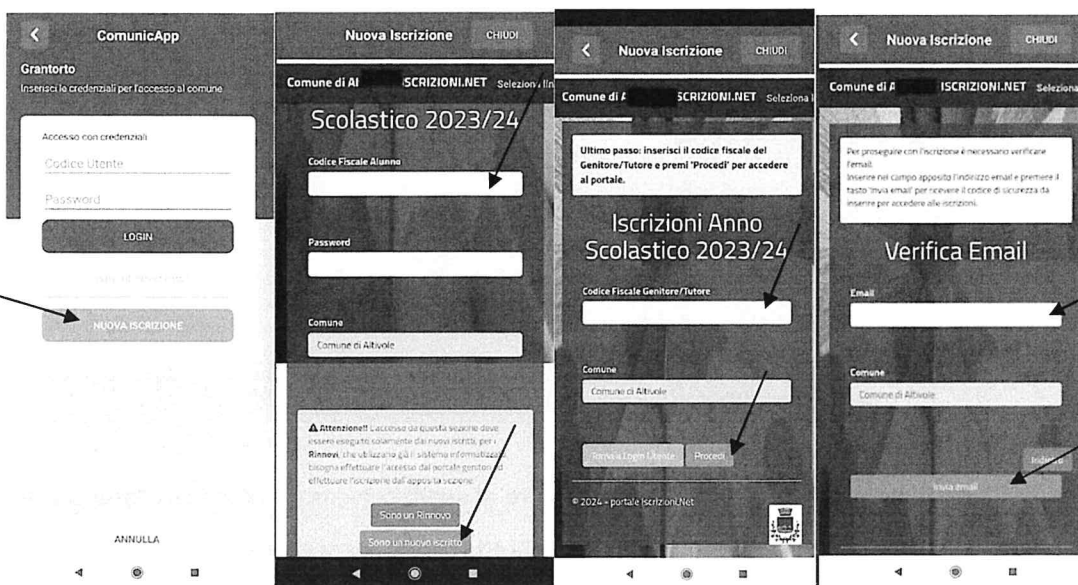 ComunicApp
Grantorto
Inserisci le credenziali per l'accesso al comune
Accesso con credenziali
Codice Utente
Password
LOGIN
NUOVA ISCRIZIONE
ANNULLA
Nuova Iscrizione
CHIUDI
Comune di Al
ISCRIZIONI.NET
Seleziona lin
Scolastico 2023/24
Codice Fiscale Alunno
Password
Comune
Comune di Altivole
Attenzione!! L'accesso da questa sezione deve
essere eseguito solamente dai nuovi iscritti, per i
Rinnovi, che utilizzano già il sistema informatizzato,
bisogna effettuare l'accesso dal portale genitori ed
effettuare l'iscrizione dall'apposita sezione
Sono un Rinnovo
Sono un nuovo iscritto
Nuova Iscrizione
CHIUDI
Comune di A
SCRIZIONI.NET
Seleziona l
Ultimo passo: inserisci il codice fiscale del
Genitore/Tutore e premi 'Procedi' per accedere
al portale.
Iscrizioni Anno
Scolastico 2023/24
Codice Fiscale Genitore/Tutore
Comune
Comune di Altivole
Torna a Login Utente
Procedi
© 2024 - portale Iscrizioni.Net
Nuova Iscrizione
CHIUDI
Comune di A
ISCRIZIONI.NET
Seleziona
Per proseguire con l'iscrizione è necessario verificare
l'email.
Inserire nel campo apposito l'indirizzo email e premere il
tasto 'Invia email' per ricevere il codice di sicurezza da
inserire per accedere alle iscrizioni.
Verifica Email
Email
Comune
Comune di Altivole
Indietro
Invia email